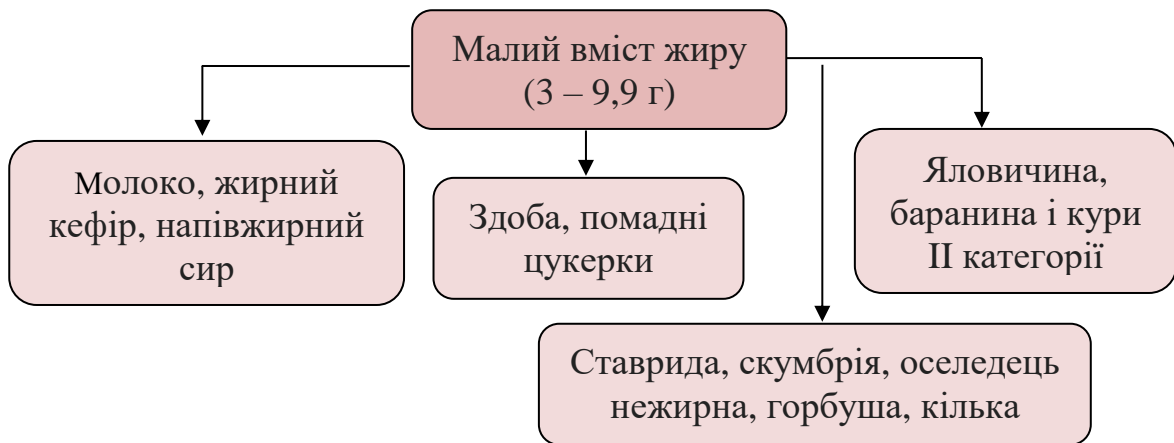 Малий вміст жиру
(3 – 9,9 г)
Молоко, жирний
кефір, напівжирний
сир
Здоба, помадні
цукерки
Яловичина,
баранина і кури
ІІ категорії
Ставрида, скумбрія, оселедець
нежирна, горбуша, кілька